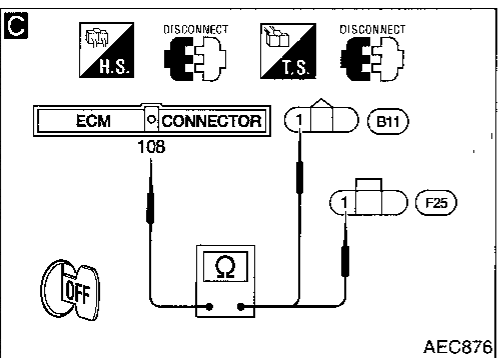 C
DISCONNECT
DISCONNECT
H.S.
T.S.
ECM CONNECTOR
1
B11
108
1
F25
Ω
OFF
AEC876